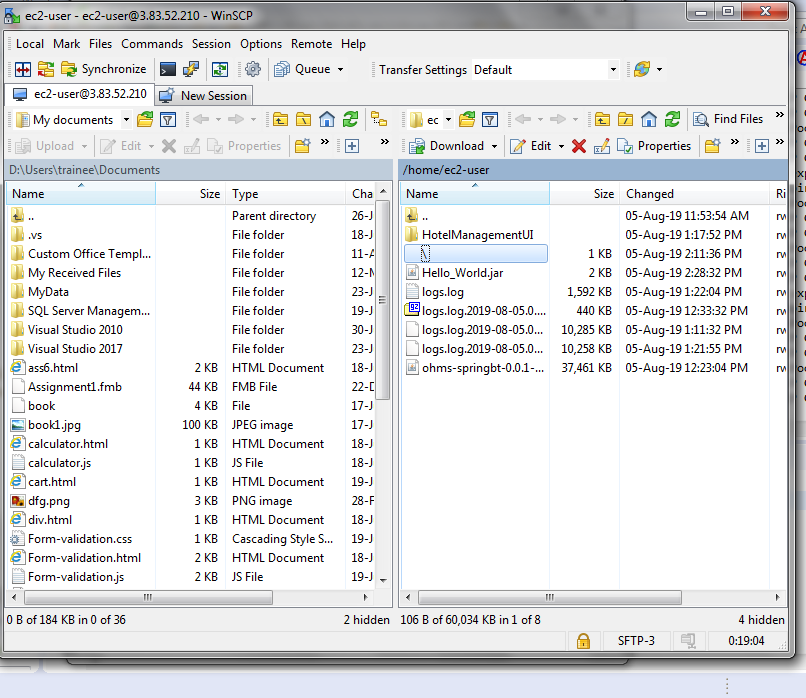 ec2-user - ec2-user@3.83.52.210 - WinSCP
Local Mark Files Commands Session Options Remote Help
Synchronize Queue Transfer Settings Default
ec2-user@3.83.52.210 New Session
My documents ec Find Files
Upload Edit Properties Download Edit Properties
D:\Users\trainee\Documents /home/ec2-user
Name Size Type Cha Name Size Changed Ri
.. Parent directory 26-J .. 05-Aug-19 11:53:54 AM rw
.vs File folder 18-J HotelManagementUI 05-Aug-19 1:17:52 PM rw
Custom Office Templ... File folder 11-A \ 1 KB 05-Aug-19 2:11:36 PM rw
My Received Files File folder 12-N Hello_World.jar 2 KB 05-Aug-19 2:28:32 PM rw
MyData File folder 23-J logs.log 1,592 KB 05-Aug-19 1:22:04 PM rw
SQL Server Managem... File folder 19-J logs.log.2019-08-05.0.... 440 KB 05-Aug-19 12:33:32 PM rw
Visual Studio 2010 File folder 30-J logs.log.2019-08-05.0... 10,285 KB 05-Aug-19 1:11:32 PM rw
Visual Studio 2017 File folder 23-J logs.log.2019-08-05.0... 10,258 KB 05-Aug-19 1:21:55 PM rw
ass6.html 2 KB HTML Document 18-J ohms-springbt-0.0.1-... 37,461 KB 05-Aug-19 12:23:04 PM rw
Assignment1.fmb 44 KB FMB File 22-D
book 4 KB File 17-J
book1.jpg 100 KB JPEG image 17-J
calculator.html 1 KB HTML Document 18-J
calculator.js 1 KB JS File 18-J
cart.html 1 KB HTML Document 19-J
dfg.png 3 KB PNG image 28-F
div.html 1 KB HTML Document 18-J
Form-validation.css 1 KB Cascading Style S... 19-J
Form-validation.html 2 KB HTML Document 18-J
Form-validation.js 2 KB JS File 19-J
0 B of 184 KB in 0 of 36 2 hidden 106 B of 60,034 KB in 1 of 8 4 hidden
SFTP-3 0:19:04